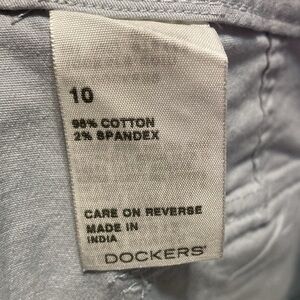 10
98% COTTON
2% SPANDEX
CARE ON REVERSE
MADE IN
INDIA
DOCKERS®